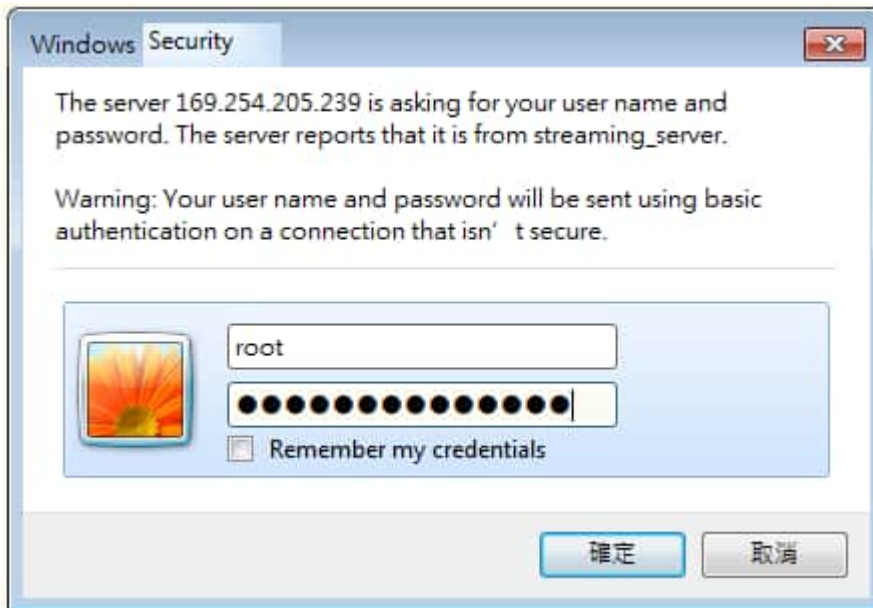 Windows Security
The server 169.254.205.239 is asking for your user name and
password. The server reports that it is from streaming_server.
Warning: Your user name and password will be sent using basic
authentication on a connection that isn’ t secure.
root
●●●●●●●●●●●●●●
Remember my credentials
確定 取消